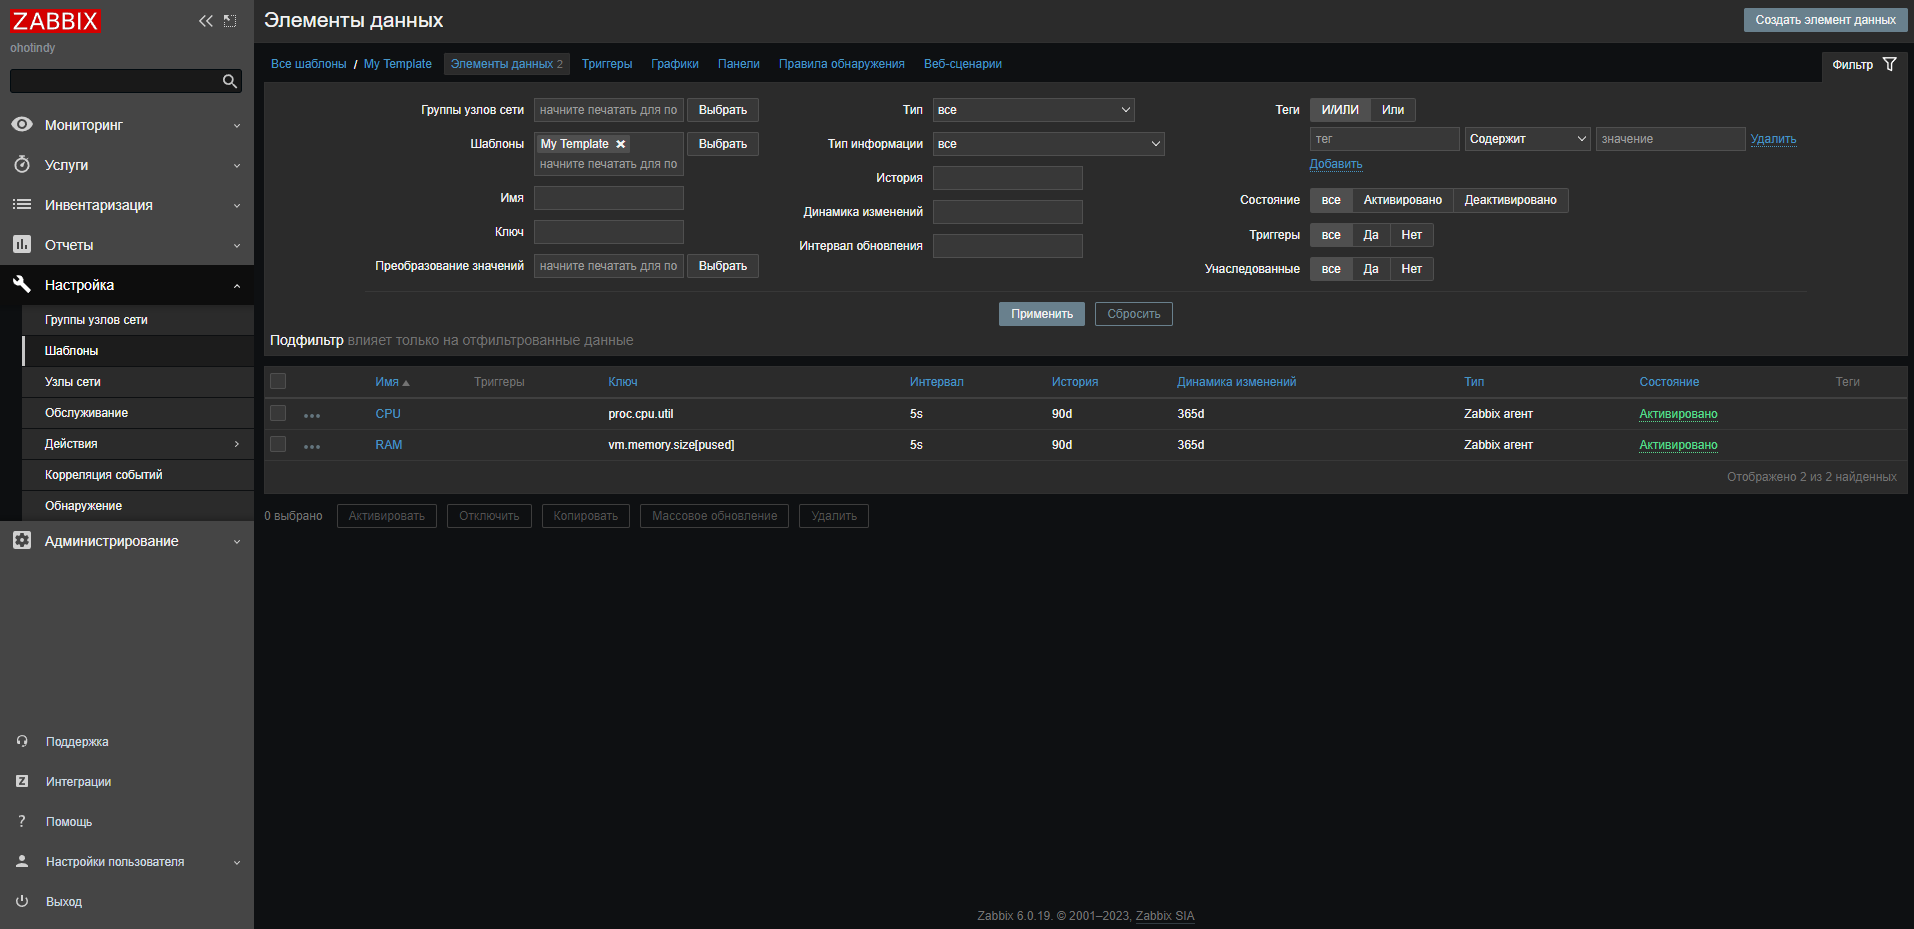 ZABBIX
ohotindy
Мониторинг
Услуги
Инвентаризация
Отчеты
Настройка
Группы узлов сети
Шаблоны
Узлы сети
Обслуживание
Действия
Корреляция событий
Обнаружение
Администрирование
Поддержка
Интеграции
Помощь
Настройки пользователя
Выход
Элементы данных
Создать элемент данных
Все шаблоны / My Template Элементы данных 2 Триггеры Графики Панели Правила обнаружения Веб-сценарии
Фильтр
Группы узлов сети начните печатать для по Выбрать
Шаблоны My Template Выбрать
начните печатать для по
Имя
Ключ
Преобразование значений начните печатать для по Выбрать
Тип все
Тип информации все
История
Динамика изменений
Интервал обновления
Теги И/ИЛИ Или
тег Содержит значение Удалить
Добавить
Состояние все Активировано Деактивировано
Триггеры все Да Нет
Унаследованные все Да Нет
Применить Сбросить
Подфильтр влияет только на отфильтрованные данные
Имя Триггеры Ключ Интервал История Динамика изменений Тип Состояние Теги
CPU proc.cpu.util 5s 90d 365d Zabbix агент Активировано
RAM vm.memory.size[pused] 5s 90d 365d Zabbix агент Активировано
Отображено 2 из 2 найденных
0 выбрано Активировать Отключить Копировать Массовое обновление Удалить
Zabbix 6.0.19. © 2001–2023, Zabbix SIA